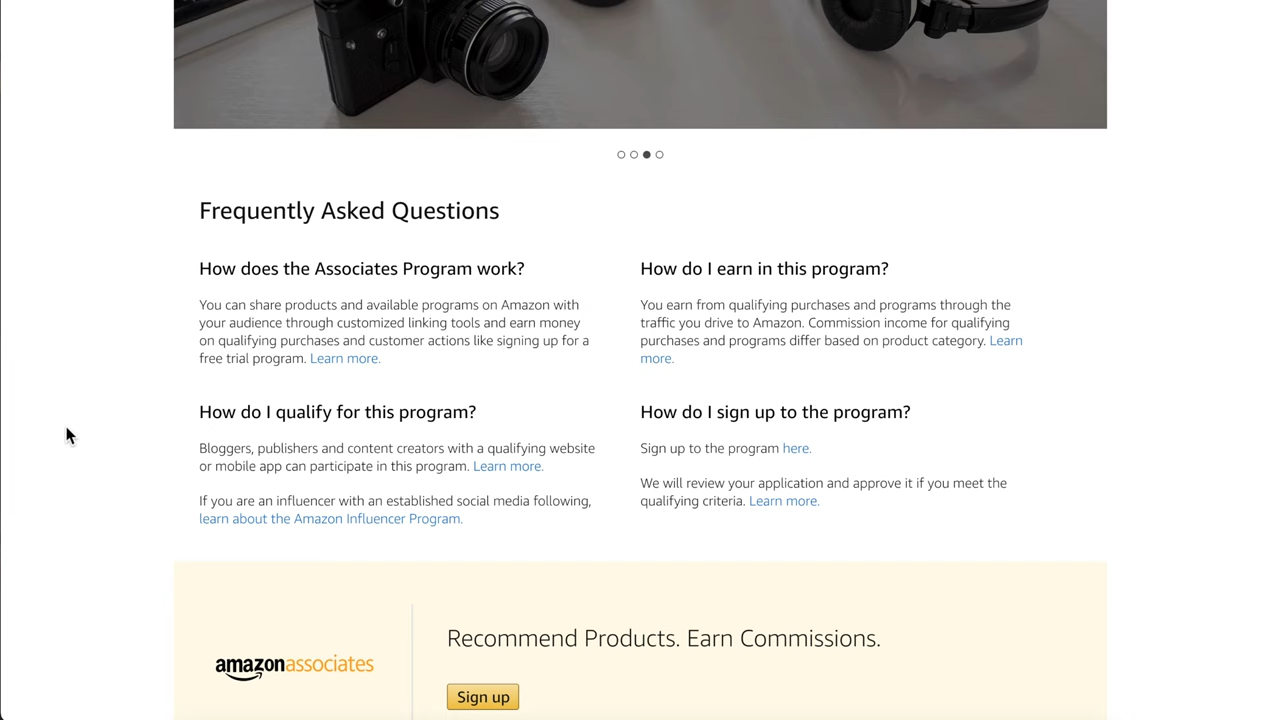 Frequently Asked Questions
How does the Associates Program work?
You can share products and available programs on Amazon with
your audience through customized linking tools and earn money
on qualifying purchases and customer actions like signing up for a
free trial program. Learn more.
How do I earn in this program?
You earn from qualifying purchases and programs through the
traffic you drive to Amazon. Commission income for qualifying
purchases and programs differ based on product category. Learn
more.
How do I qualify for this program?
Bloggers, publishers and content creators with a qualifying website
or mobile app can participate in this program. Learn more.
If you are an influencer with an established social media following,
learn about the Amazon Influencer Program.
How do I sign up to the program?
Sign up to the program here.
We will review your application and approve it if you meet the
qualifying criteria. Learn more.
amazonassociates
Recommend Products. Earn Commissions.
Sign up